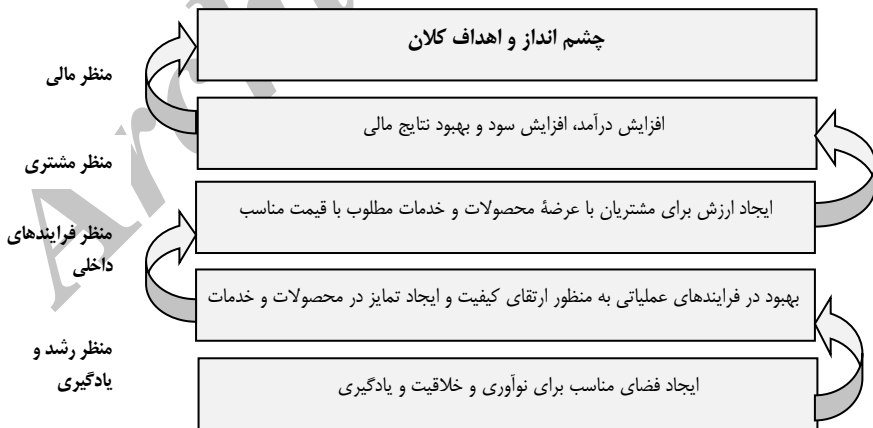 چشم انداز و اهداف کلان
منظر مالی
افزایش درآمد، افزایش سود و بهبود نتایج مالی
منظر مشتری
ایجاد ارزش برای مشتریان با عرضۀ محصولات و خدمات مطلوب با قیمت مناسب
منظر فرایندهای
داخلی
بهبود در فرایندهای عملیاتی به منظور ارتقای کیفیت و ایجاد تمایز در محصولات و خدمات
منظر رشد و
یادگیری
ایجاد فضای مناسب برای نوآوری و خلاقیت و یادگیری